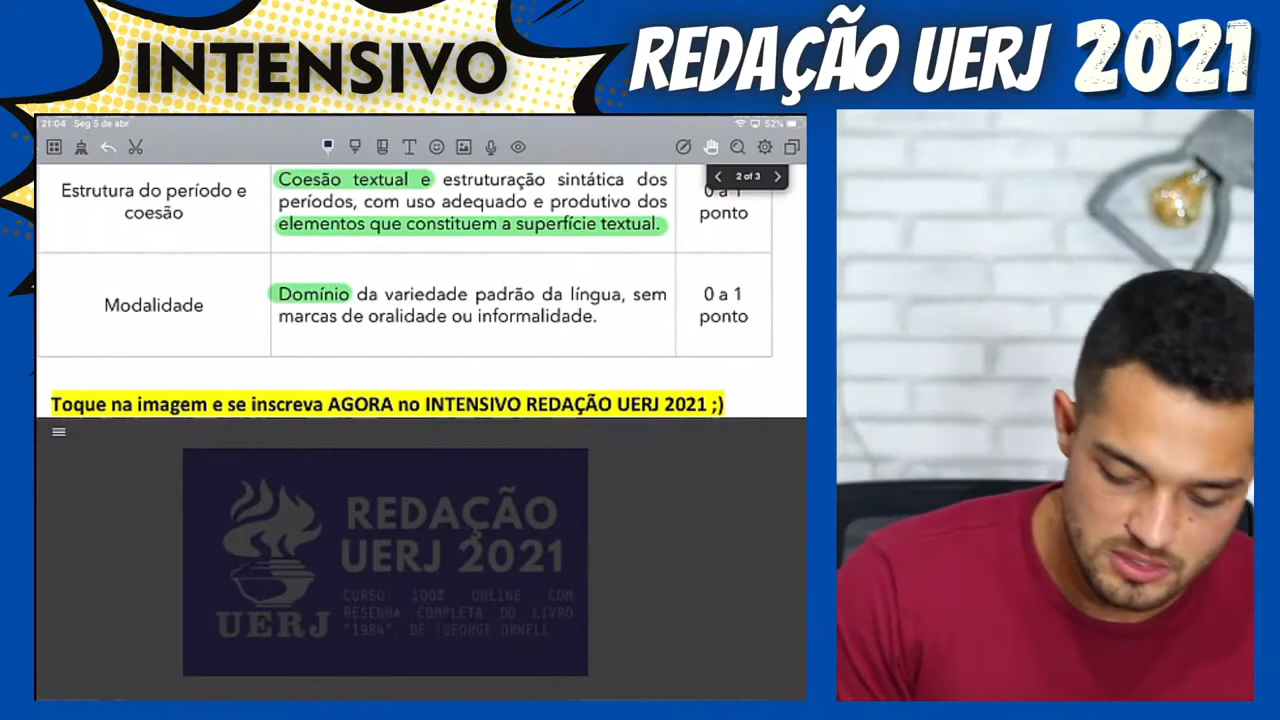 INTENSIVO
REDAÇÃO UERJ 2021
21:04 Seg 5 de abr
52%
2 of 3
Estrutura do período e
coesão
Coesão textual e estruturação sintática dos
períodos, com uso adequado e produtivo dos
elementos que constituem a superfície textual.
0 a 1
ponto
Modalidade
Domínio da variedade padrão da língua, sem
marcas de oralidade ou informalidade.
0 a 1
ponto
Toque na imagem e se inscreva AGORA no INTENSIVO REDAÇÃO UERJ 2021 ;)
REDAÇÃO
UERJ 2021
CURSO 100% ONLINE COM
RESENHA COMPLETA DO LIVRO
"1984", DE GEORGE ORWELL
UERJ